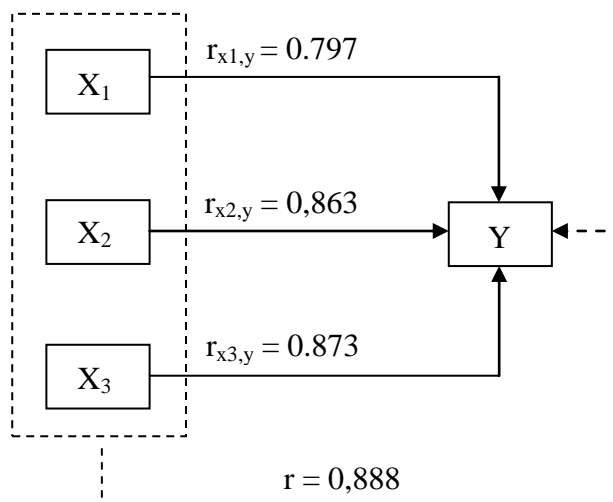 r_x1,y = 0.797
X₁
r_x2,y = 0,863
X₂
Y
r_x3,y = 0.873
X₃
r = 0,888